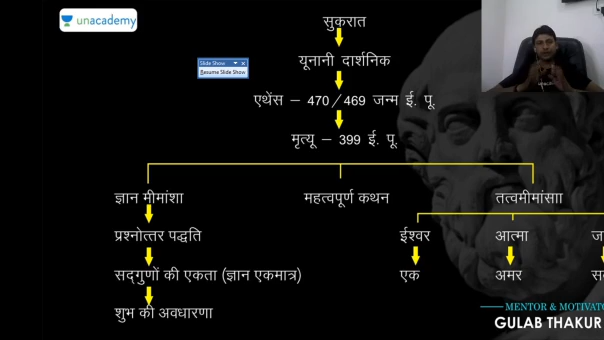 unacademy
सुकरात
Slide Show
Resume Slide Show
यूनानी दार्शनिक
एथेंस – 470/469 जन्म ई. पू.
मृत्यू – 399 ई. पू.
ज्ञान मीमांशा
महत्वपूर्ण कथन
तत्वमीमांसाा
प्रश्नोत्तर पद्धति
ईश्वर
आत्मा
सद्गुणों की एकता (ज्ञान एकमात्र)
एक
अमर
शुभ की अवधारणा
MENTOR & MOTIVATO
GULAB THAKUR